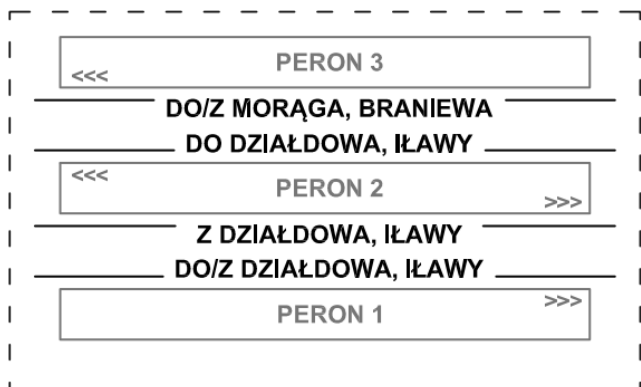 PERON 3
<<<
DO/Z MORĄGA, BRANIEWA
DO DZIAŁDOWA, IŁAWY
<<<
PERON 2
>>>
Z DZIAŁDOWA, IŁAWY
DO/Z DZIAŁDOWA, IŁAWY
>>>
PERON 1